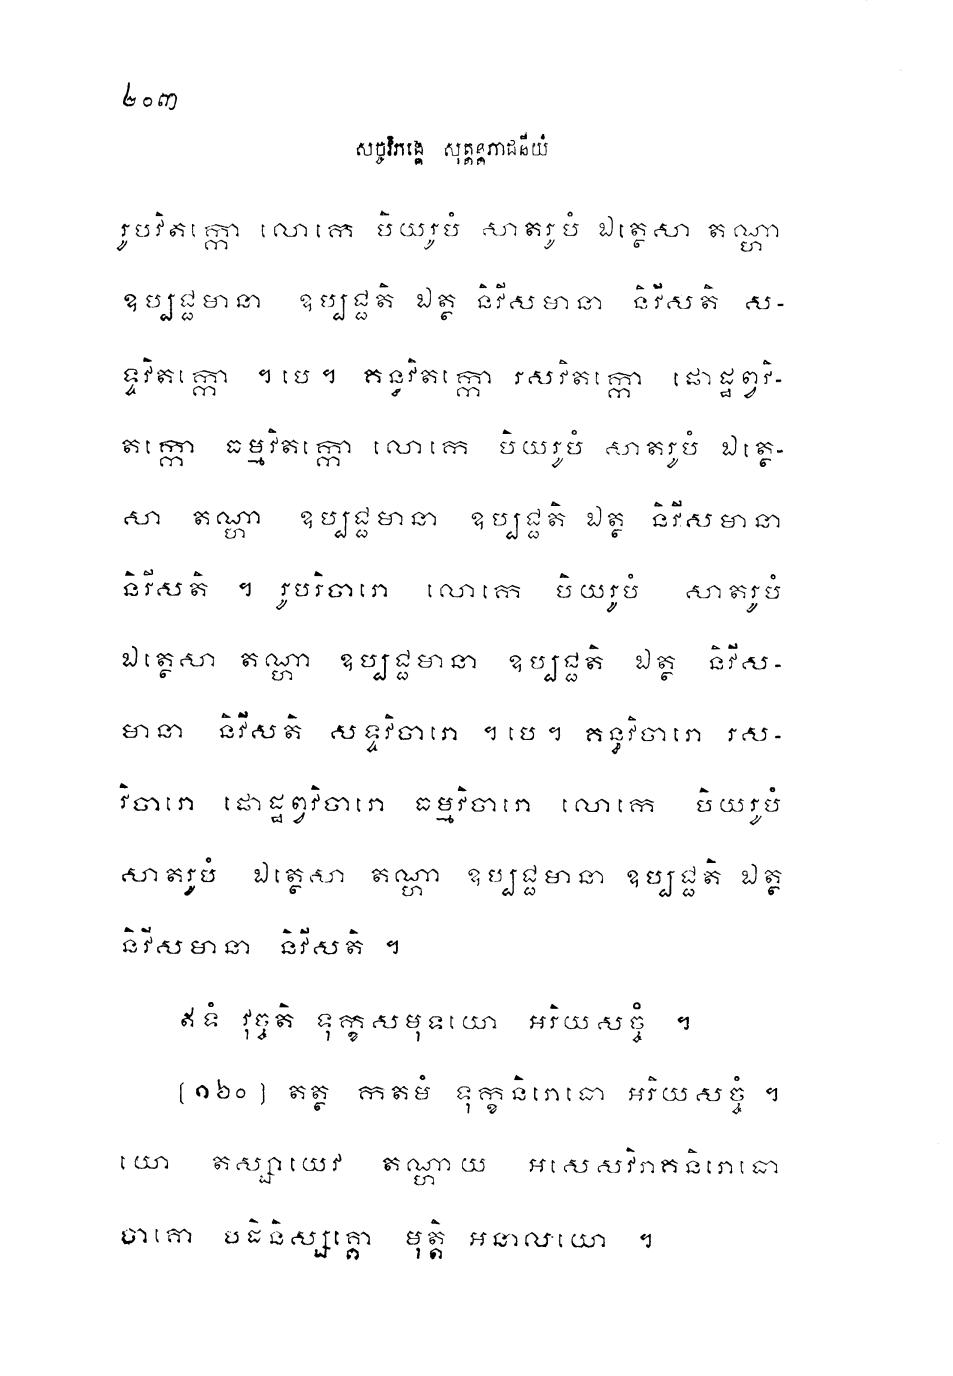 ២០៣
សច្ចវិភង្គេ សុត្តន្តភាជនីយំ
រូបវិតក្កោ លោកេ បិយរូបំ សាតរូបំ ឯត្ថេសា តណ្ហា
ឧប្បជ្ជមានា ឧប្បជ្ជតិ ឯត្ថ និវីសមានា និវីសតិ ស-
ទ្ទវិតក្កោ ។បេ។ គន្ធវិតក្កោ រសវិតក្កោ ផោដ្ឋព្វវិ-
តក្កោ ធម្មវិតក្កោ លោកេ បិយរូបំ សាតរូបំ ឯត្ថេ-
សា តណ្ហា ឧប្បជ្ជមានា ឧប្បជ្ជតិ ឯត្ថ និវីសមានា
និវីសតិ ។ រូបវិចារោ លោកេ បិយរូបំ សាតរូបំ
ឯត្ថេសា តណ្ហា ឧប្បជ្ជមានា ឧប្បជ្ជតិ ឯត្ថ និវីស-
មានា និវីសតិ សទ្ទវិចារោ ។បេ។ គន្ធវិចារោ រស-
វិចារោ ផោដ្ឋព្វវិចារោ ធម្មវិចារោ លោកេ បិយរូបំ
សាតរូបំ ឯត្ថេសា តណ្ហា ឧប្បជ្ជមានា ឧប្បជ្ជតិ ឯត្ថ
និវីសមានា និវីសតិ ។
ឥទំ វុច្ចតិ ទុក្ខសមុទយោ អរិយសច្ចំ ។
[១៦០] តត្ថ កតមំ ទុក្ខនិរោធោ អរិយសច្ចំ ។
យោ តស្សាយេវ តណ្ហាយ អសេសវិរាគនិរោធោ
ចាគោ បដិនិស្សគ្គោ មុត្តិ អនាលយោ ។